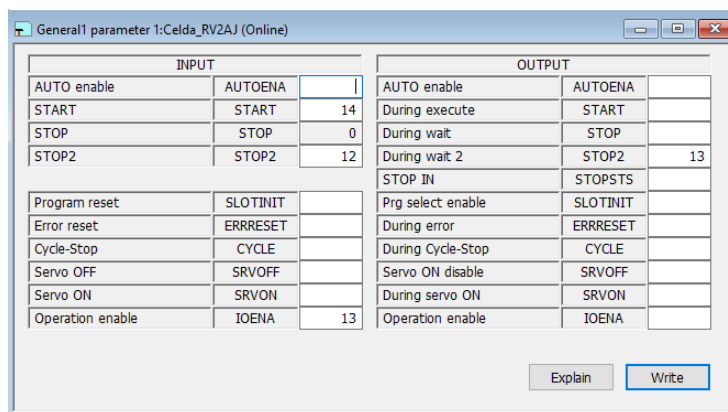 General1 parameter 1:Celda_RV2AJ (Online)
INPUT
AUTO enable AUTOENA
START START 14
STOP STOP 0
STOP2 STOP2 12
Program reset SLOTINIT
Error reset ERRRESET
Cycle-Stop CYCLE
Servo OFF SRVOFF
Servo ON SRVON
Operation enable IOENA 13
OUTPUT
AUTO enable AUTOENA
During execute START
During wait STOP
During wait 2 STOP2 13
STOP IN STOPSTS
Prg select enable SLOTINIT
During error ERRRESET
During Cycle-Stop CYCLE
Servo ON disable SRVOFF
During servo ON SRVON
Operation enable IOENA
Explain Write